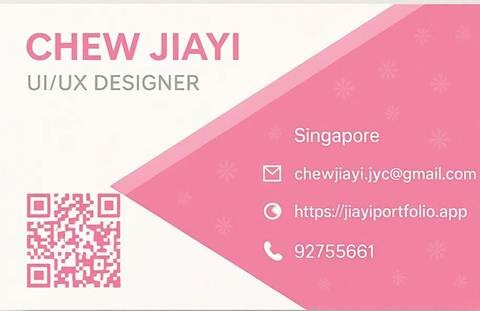 CHEW JIAYI
UI/UX DESIGNER
Singapore
chewjiayi.jyc@gmail.com
https://jiayiportfolio.app
92755661